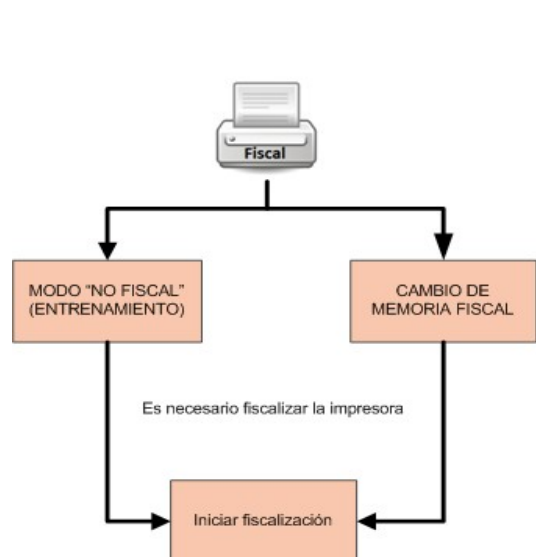 Fiscal
MODO "NO FISCAL"
(ENTRENAMIENTO)
CAMBIO DE
MEMORIA FISCAL
Es necesario fiscalizar la impresora
Iniciar fiscalización